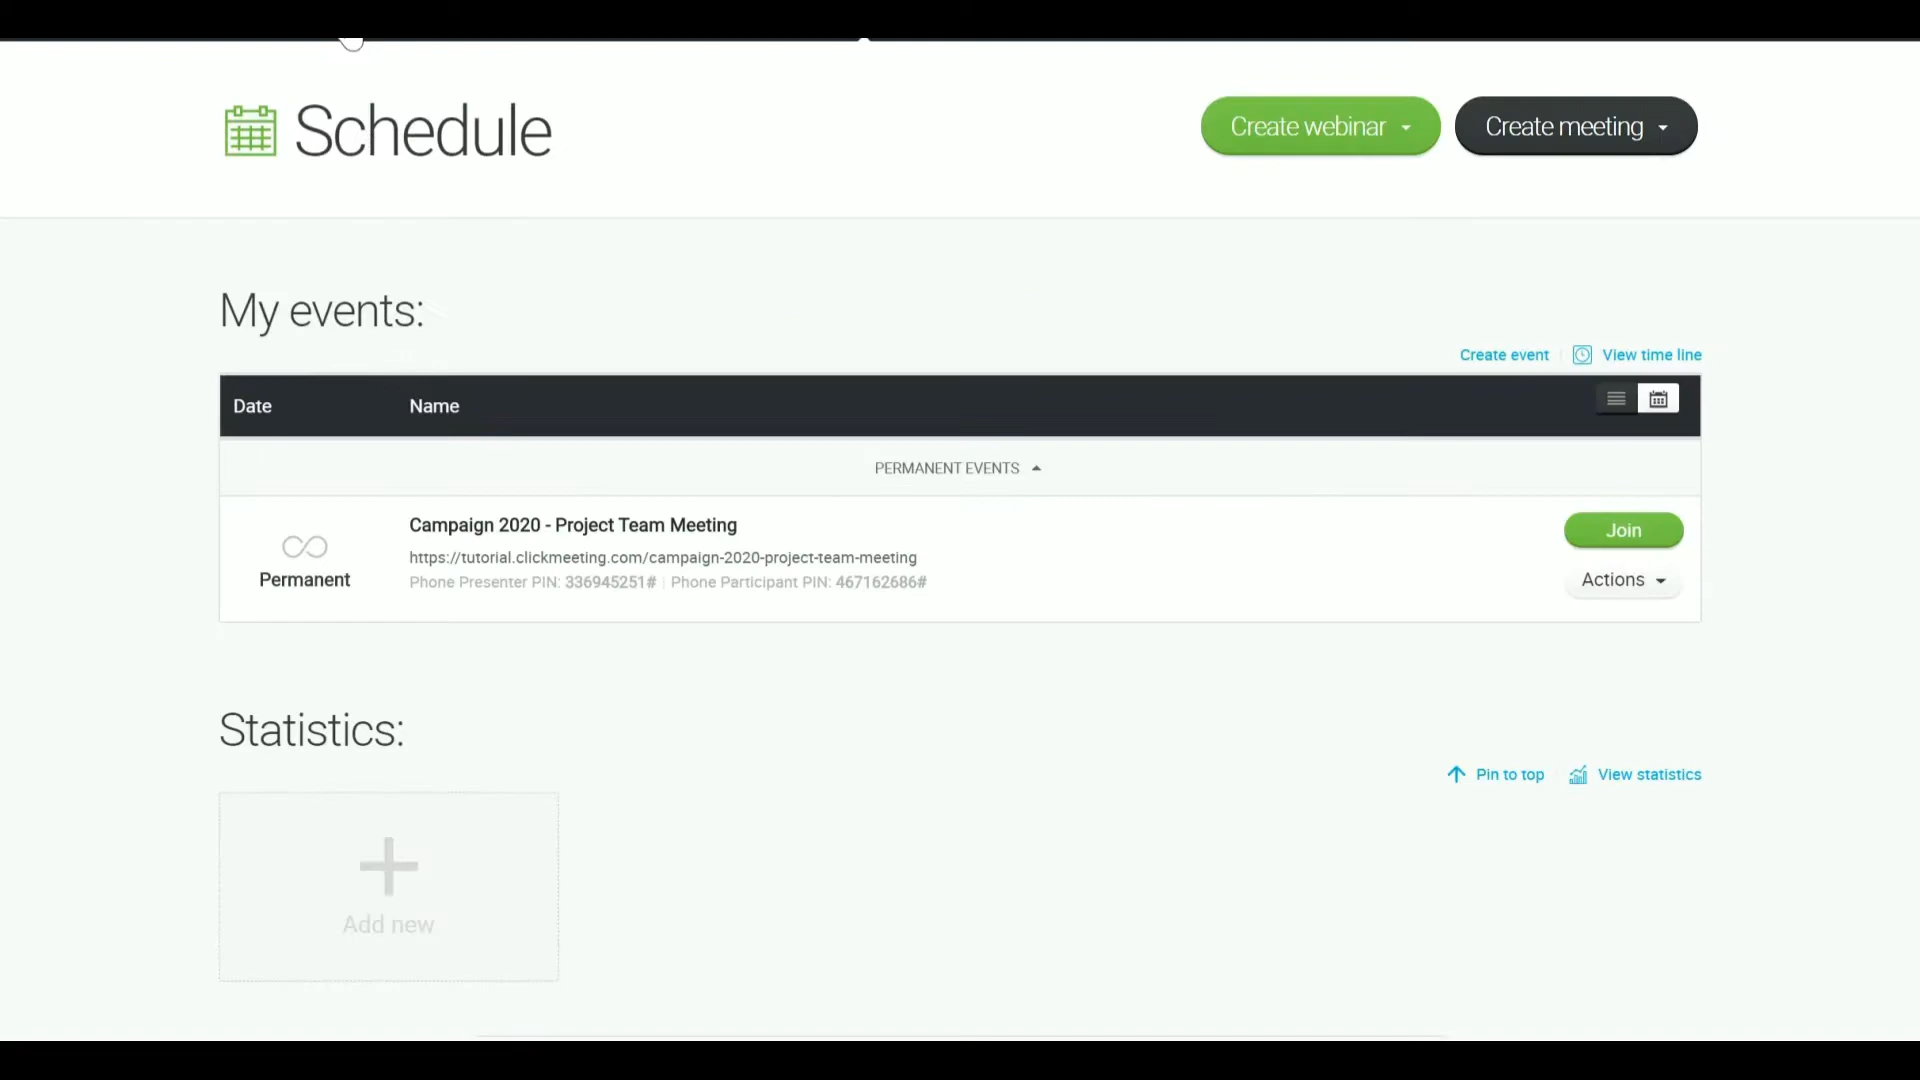 Schedule
Create webinar
Create meeting
My events:
Create event
View time line
Date
Name
PERMANENT EVENTS
Campaign 2020 - Project Team Meeting
Join
https://tutorial.clickmeeting.com/campaign-2020-project-team-meeting
Permanent
Phone Presenter PIN: 336945251# | Phone Participant PIN: 467162686#
Actions
Statistics:
Pin to top
View statistics
Add new